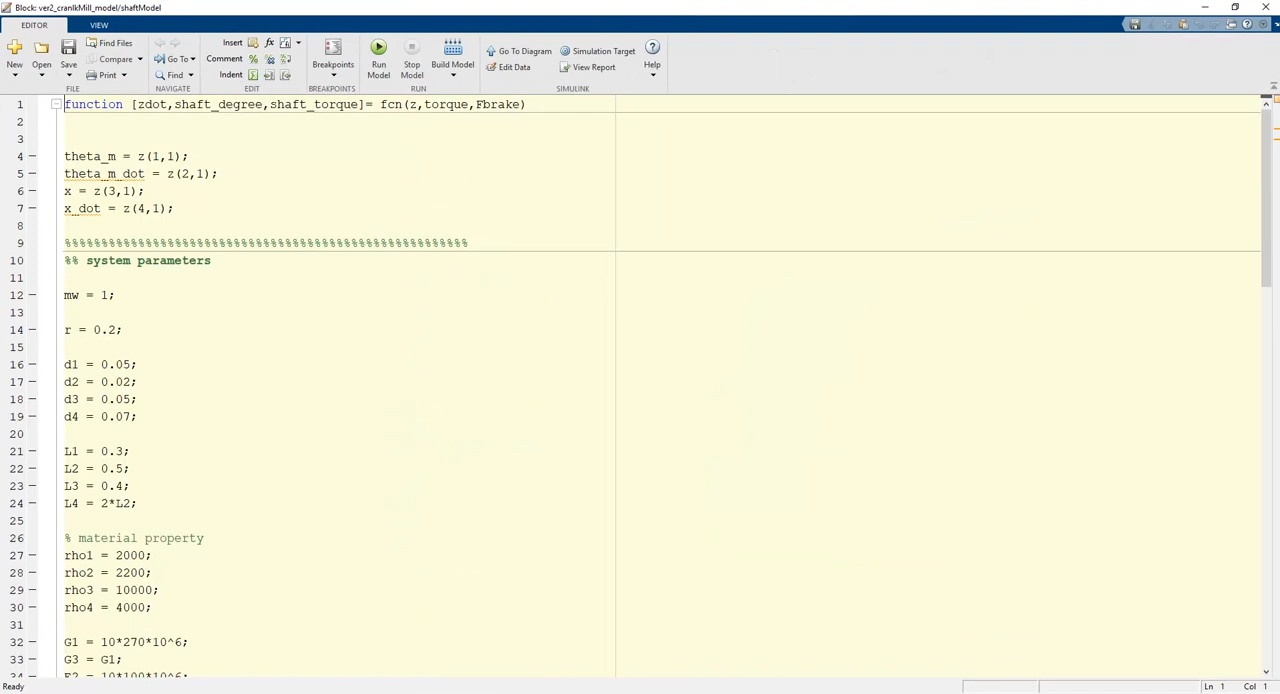 Block: ver2_cranlkMill_model/shaftModel
EDITOR VIEW
New Open Save Find Files Compare Print FILE
Go To Find NAVIGATE
Insert fx Comment Indent EDIT
Breakpoints BREAKPOINTS
Run Model Stop Model Build Model RUN
Go To Diagram Edit Data Simulation Target View Report Help SIMULINK
1 function [zdot,shaft_degree,shaft_torque]= fcn(z,torque,Fbrake)
2
3
4 theta_m = z(1,1);
5 theta_m_dot = z(2,1);
6 x = z(3,1);
7 x_dot = z(4,1);
8
9 %%%%%%%%%%%%%%%%%%%%%%%%%%%%%%%%%%%%%%%%%%%%%%%%%%%%%%%
10 %% system parameters
11
12 mw = 1;
13
14 r = 0.2;
15
16 d1 = 0.05;
17 d2 = 0.02;
18 d3 = 0.05;
19 d4 = 0.07;
20
21 L1 = 0.3;
22 L2 = 0.5;
23 L3 = 0.4;
24 L4 = 2*L2;
25
26 % material property
27 rho1 = 2000;
28 rho2 = 2200;
29 rho3 = 10000;
30 rho4 = 4000;
31
32 G1 = 10*270*10^6;
33 G3 = G1;
34 E2 = 10*100*10^6;
Ready Ln 1 Col 1